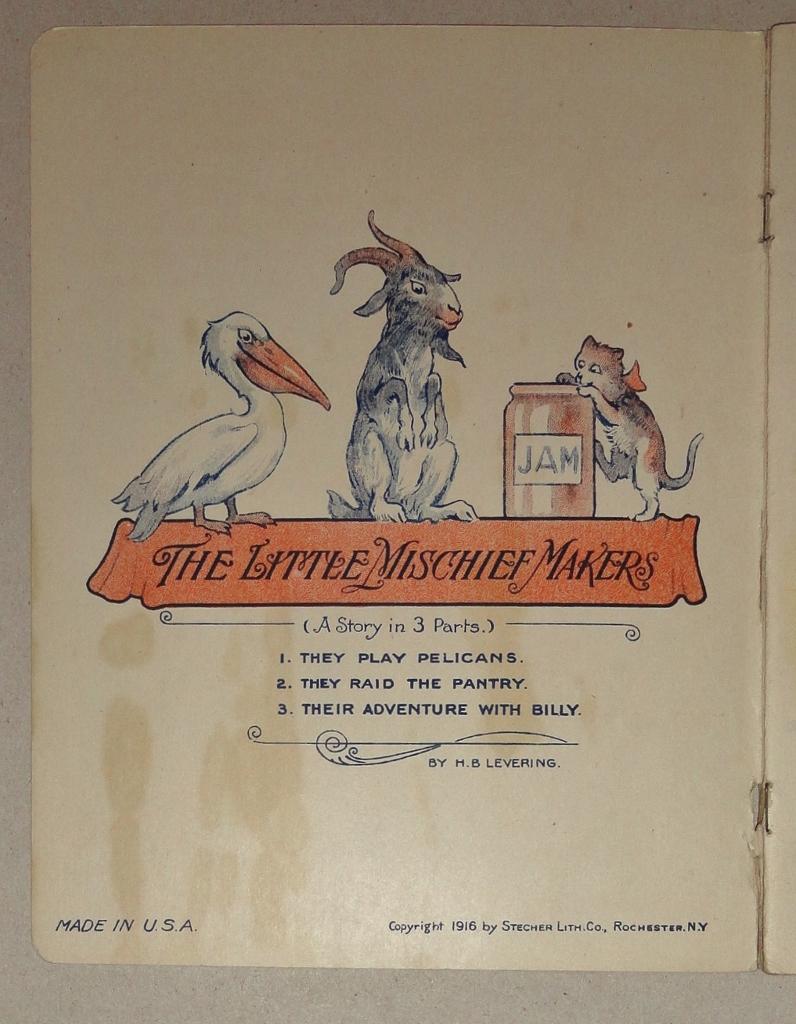 JAM
THE LITTLE MISCHIEF MAKERS
(A Story in 3 Parts.)
1. THEY PLAY PELICANS.
2. THEY RAID THE PANTRY.
3. THEIR ADVENTURE WITH BILLY.
BY H.B LEVERING.
MADE IN U.S.A.
Copyright 1916 by STECHER LITH. CO., ROCHESTER. N.Y